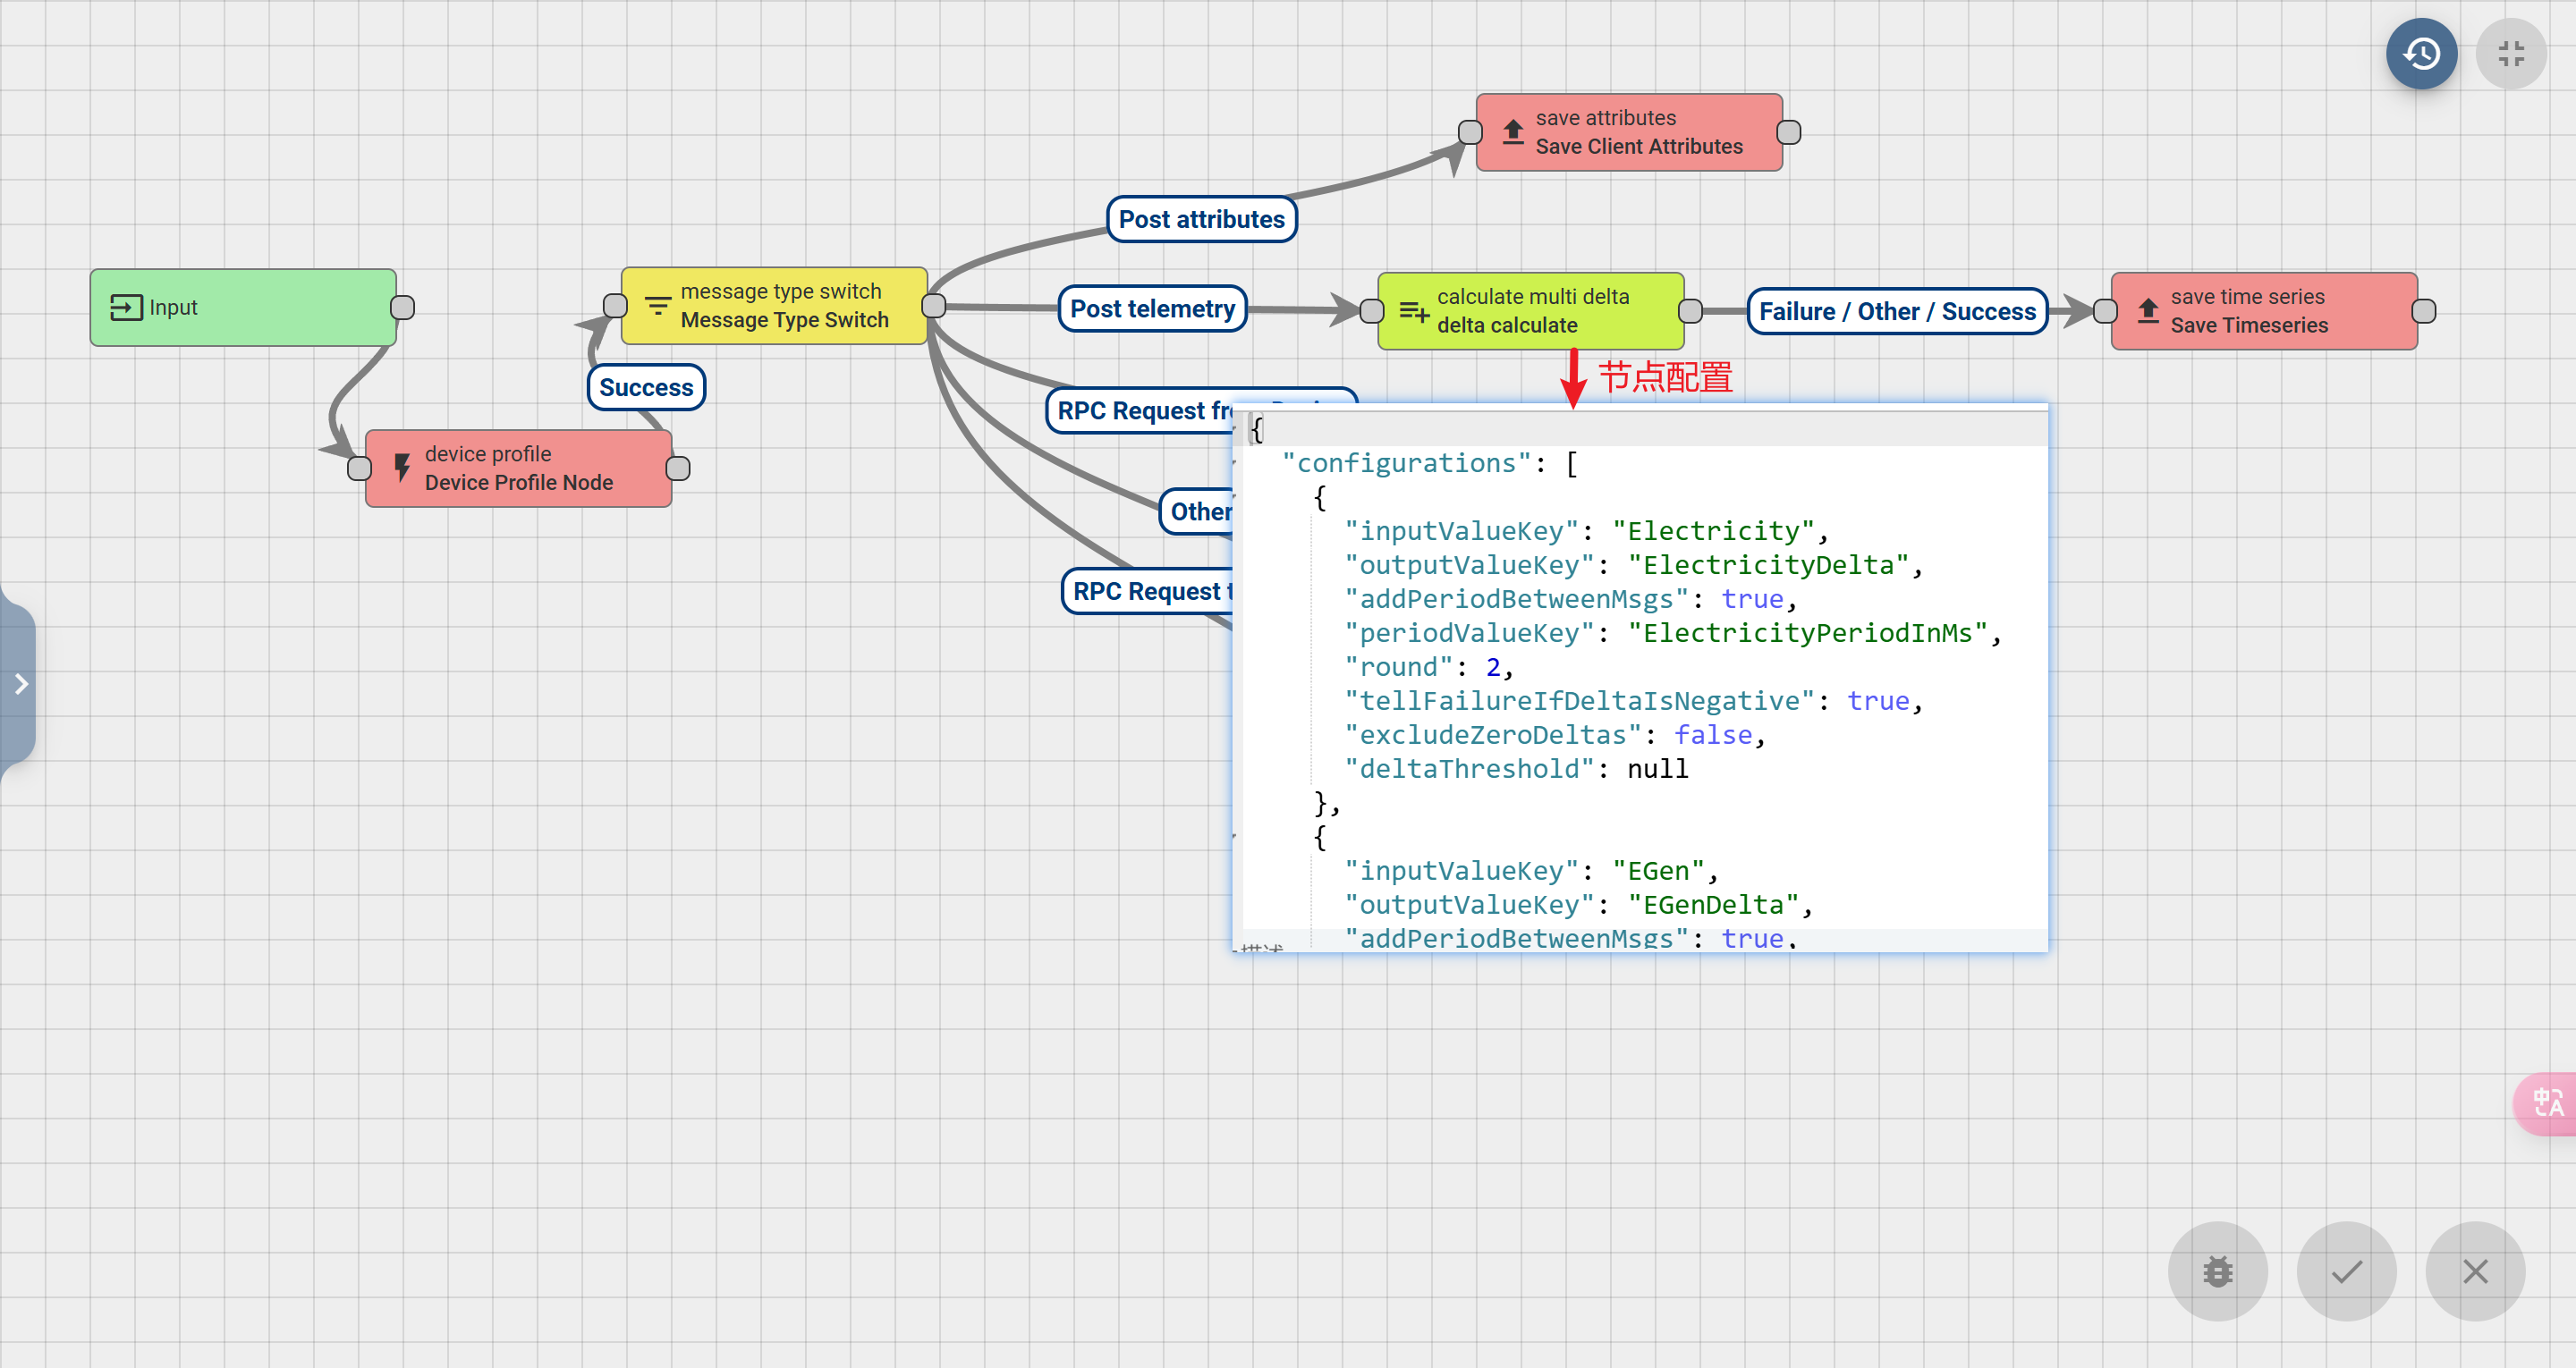 save attributes
Save Client Attributes
Post attributes
Input
message type switch
Message Type Switch
Post telemetry
calculate multi delta
delta calculate
Failure / Other / Success
save time series
Save Timeseries
Success
节点配置
RPC Request
device profile
Device Profile Node
Other
RPC Request
{
"configurations": [
{
"inputValueKey": "Electricity",
"outputValueKey": "ElectricityDelta",
"addPeriodBetweenMsgs": true,
"periodValueKey": "ElectricityPeriodInMs",
"round": 2,
"tellFailureIfDeltaIsNegative": true,
"excludeZeroDeltas": false,
"deltaThreshold": null
},
{
"inputValueKey": "EGen",
"outputValueKey": "EGenDelta",
"addPeriodBetweenMsgs": true,
中A